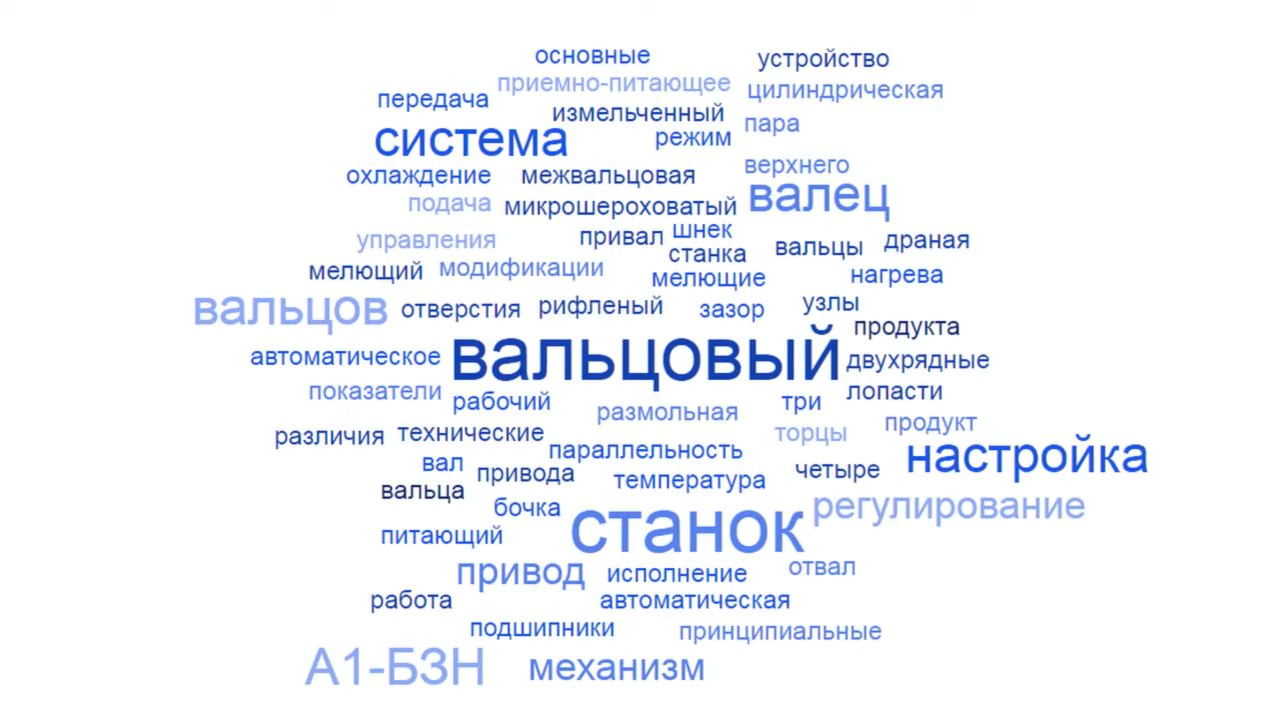 основные
устройство
приемно-питающее
цилиндрическая
передача
измельченный
пара
система
режим
верхнего
охлаждение
межвальцовая
валец
подача
микрошероховатый
шнек
управления
привал
станка
вальцы
драная
мелющий
модификации
мелющие
нагрева
вальцов
отверстия
рифленый
зазор
узлы
продукта
автоматическое
вальцовый
двухрядные
показатели
рабочий
размольная
три
лопасти
продукт
различия
технические
параллельность
торцы
настройка
вал
привода
температура
четыре
вальца
бочка
станок
регулирование
питающий
привод
исполнение
отвал
работа
автоматическая
подшипники
принципиальные
А1-БЗН
механизм